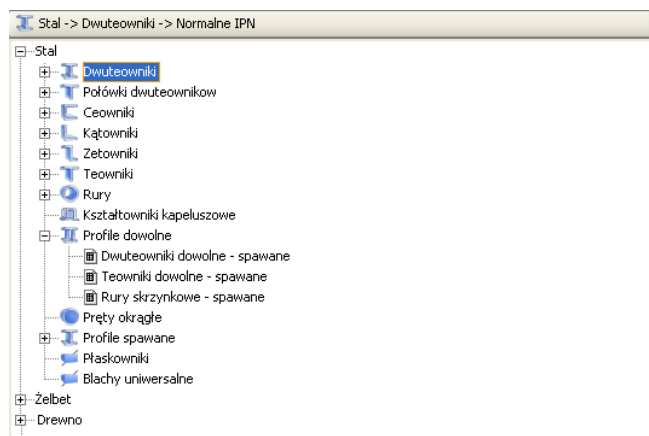 Stal -> Dwuteowniki -> Normalne IPN
Stal
Dwuteowniki
Połówki dwuteownikow
Ceowniki
Kątowniki
Zetowniki
Teowniki
Rury
Kształtowniki kapeluszowe
Profile dowolne
Dwuteowniki dowolne - spawane
Teowniki dowolne - spawane
Rury skrzynkowe - spawane
Pręty okrągłe
Profile spawane
Płaskowniki
Blachy uniwersalne
Żelbet
Drewno